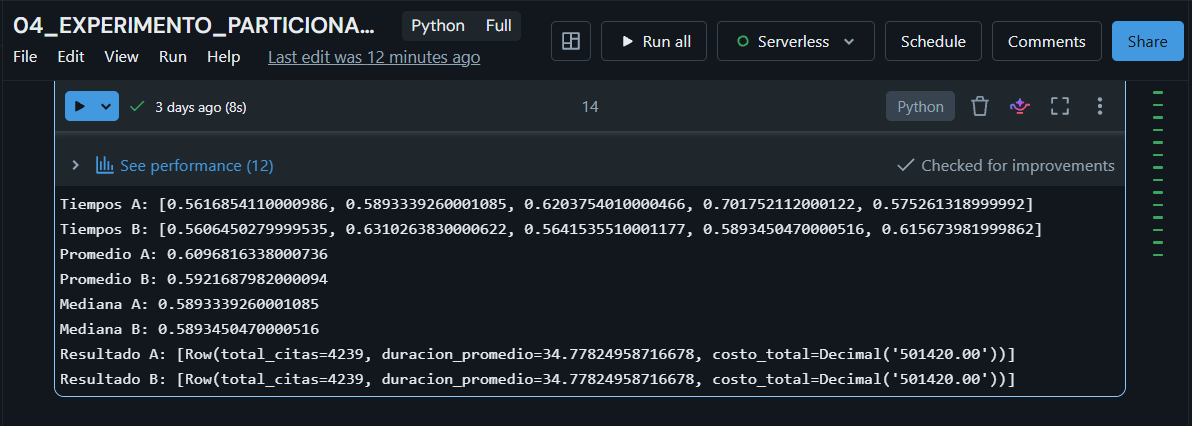 04_EXPERIMENTO_PARTICIONA... Python Full
Run all Serverless Schedule Comments Share
File Edit View Run Help Last edit was 12 minutes ago
3 days ago (8s) 14 Python
See performance (12) Checked for improvements
Tiempos A: [0.5616854110000986, 0.5893339260001085, 0.6203754010000466, 0.701752112000122, 0.575261318999992]
Tiempos B: [0.5606450279999535, 0.6310263830000622, 0.5641535510001177, 0.5893450470000516, 0.615673981999862]
Promedio A: 0.6096816338000736
Promedio B: 0.5921687982000094
Mediana A: 0.5893339260001085
Mediana B: 0.5893450470000516
Resultado A: [Row(total_citas=4239, duracion_promedio=34.77824958716678, costo_total=Decimal('501420.00'))]
Resultado B: [Row(total_citas=4239, duracion_promedio=34.77824958716678, costo_total=Decimal('501420.00'))]